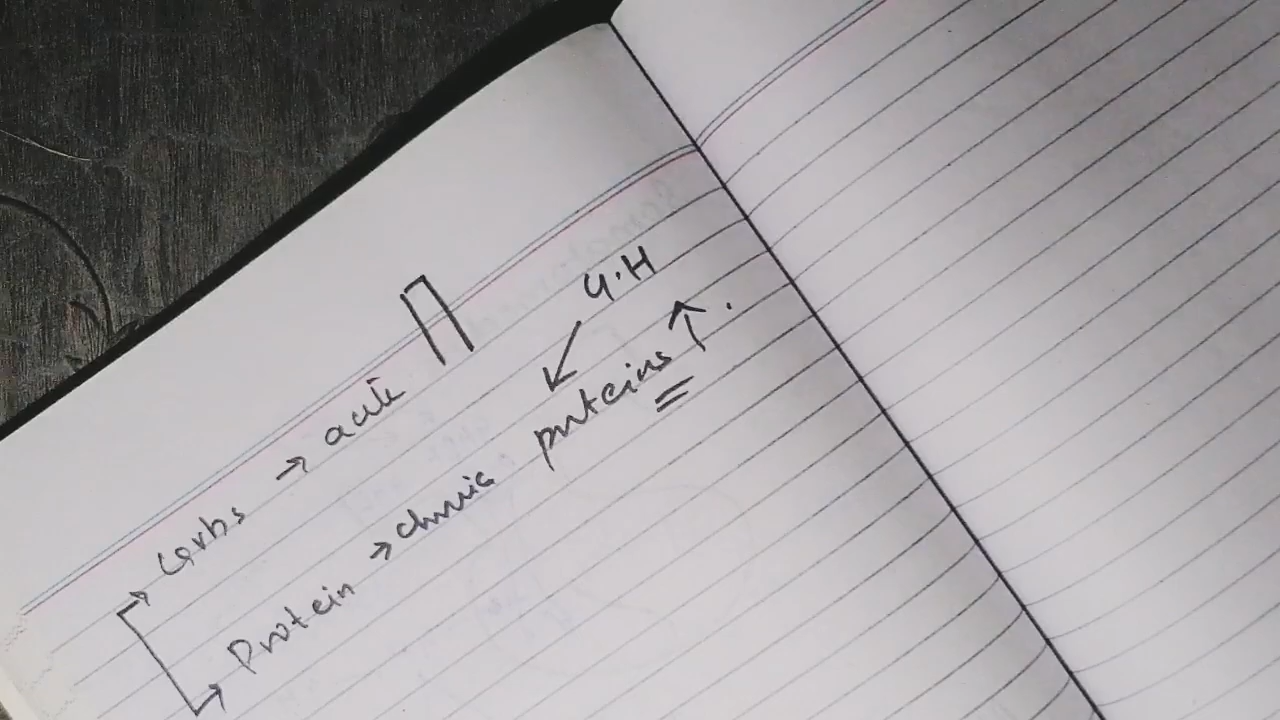 G.H
Carbs → acute
Protein → chronic proteins ↑.